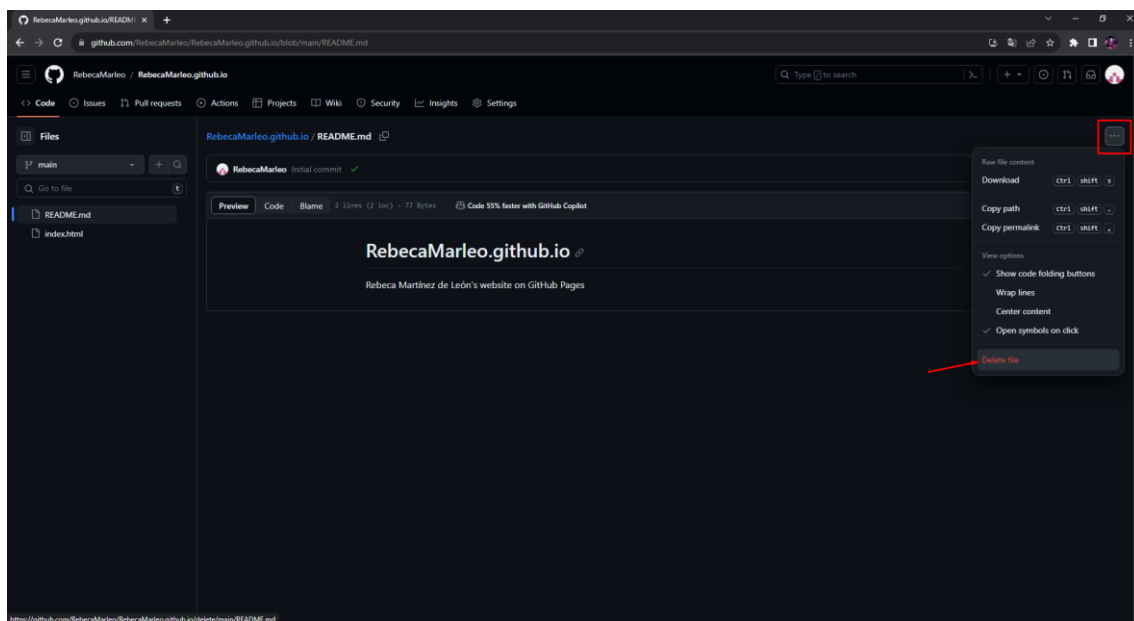 RebecaMarleo.github.io/READM
github.com/RebecaMarleo/RebecaMarleo.github.io/blob/main/README.md
RebecaMarleo / RebecaMarleo.github.io
Type / to search
<> Code Issues Pull requests Actions Projects Wiki Security Insights Settings
Files
RebecaMarleo.github.io / README.md
main
RebecaMarleo Initial commit
Go to file t
README.md
index.html
Preview Code Blame 2 lines (2 loc) · 77 Bytes Code 55% faster with GitHub Copilot
RebecaMarleo.github.io
Rebeca Martínez de León's website on GitHub Pages
Raw file content
Download Ctrl shift s
Copy path Ctrl shift .
Copy permalink Ctrl shift ,
View options
Show code folding buttons
Wrap lines
Center content
Open symbols on click
Delete file
https://github.com/RebecaMarleo/RebecaMarleo.github.io/delete/main/README.md